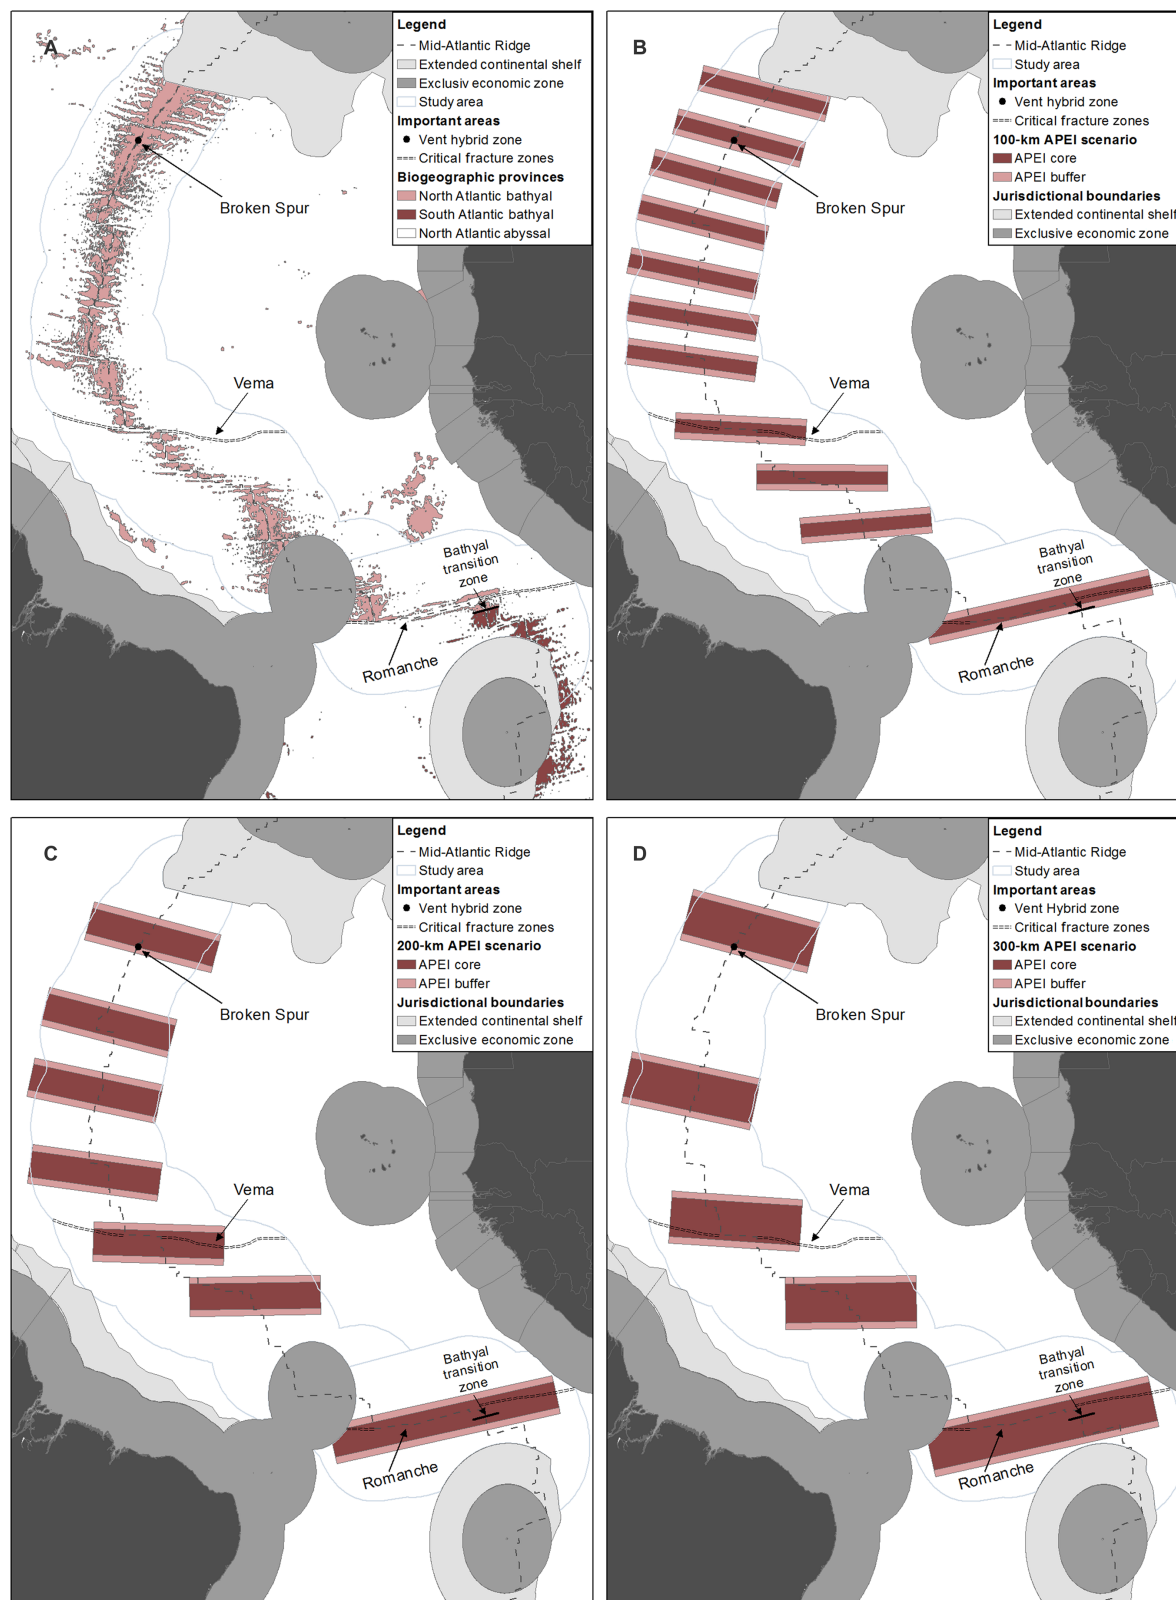 A
Legend
Mid-Atlantic Ridge
Extended continental shelf
Exclusive economic zone
Study area
Important areas
Vent hybrid zone
Critical fracture zones
Biogeographic provinces
North Atlantic bathyal
South Atlantic bathyal
North Atlantic abyssal
Broken Spur
Vema
Bathyal
transition
zone
Romanche
B
Legend
Mid-Atlantic Ridge
Study area
Important areas
Vent hybrid zone
Critical fracture zones
100-km APEI scenario
APEI core
APEI buffer
Jurisdictional boundaries
Extended continental shelf
Exclusive economic zone
Broken Spur
Vema
Bathyal
transition
zone
Romanche
C
Legend
Mid-Atlantic Ridge
Study area
Important areas
Vent hybrid zone
Critical fracture zones
200-km APEI scenario
APEI core
APEI buffer
Jurisdictional boundaries
Extended continental shelf
Exclusive economic zone
Broken Spur
Vema
Bathyal
transition
zone
Romanche
D
Legend
Mid-Atlantic Ridge
Study area
Important areas
Vent Hybrid zone
Critical fracture zones
300-km APEI scenario
APEI core
APEI buffer
Jurisdictional boundaries
Extended continental shelf
Exclusive economic zone
Broken Spur
Vema
Bathyal
transition
zone
Romanche